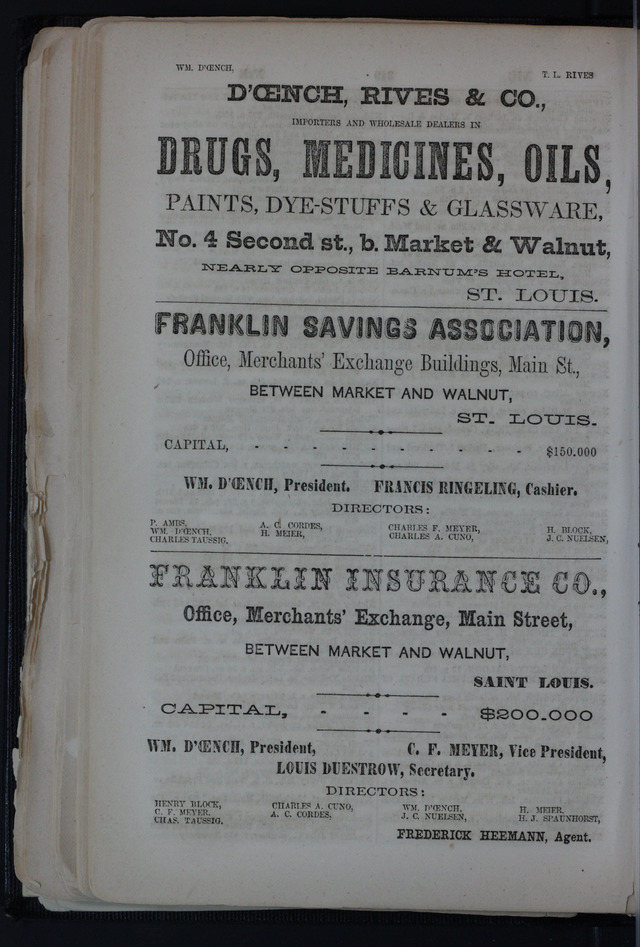 WM. D'ŒNCH, T. L. RIVES
D'ŒNCH, RIVES & CO.,
IMPORTERS AND WHOLESALE DEALERS IN
DRUGS, MEDICINES, OILS,
PAINTS, DYE-STUFFS & GLASSWARE,
No. 4 Second st., b. Market & Walnut,
NEARLY OPPOSITE BARNUM'S HOTEL,
ST. LOUIS.
FRANKLIN SAVINGS ASSOCIATION,
Office, Merchants' Exchange Buildings, Main St.,
BETWEEN MARKET AND WALNUT,
ST. LOUIS.
CAPITAL, - - - - - - - - - - $150.000
WM. D'ŒNCH, President. FRANCIS RINGELING, Cashier.
DIRECTORS:
P. AMBS, A. C CORDES, CHARLES F. MEYER, H. BLOCK,
WM. D'ŒNCH, H. MEIER, CHARLES A. CUNO, J. C. NUELSEN,
CHARLES TAUSSIG.
FRANKLIN INSURANCE CO.,
Office, Merchants' Exchange, Main Street,
BETWEEN MARKET AND WALNUT,
SAINT LOUIS.
CAPITAL, - - - - $200.000
WM. D'ŒNCH, President, C. F. MEYER, Vice President,
LOUIS DUESTROW, Secretary.
DIRECTORS:
HENRY BLOCK, CHARLES A. CUNO, WM. D'ŒNCH, H. MEIER,
C. F. MEYER, A. C. CORDES, J. C. NUELSEN, H. J. SPAUNHORST,
CHAS. TAUSSIG.
FREDERICK HEEMANN, Agent.